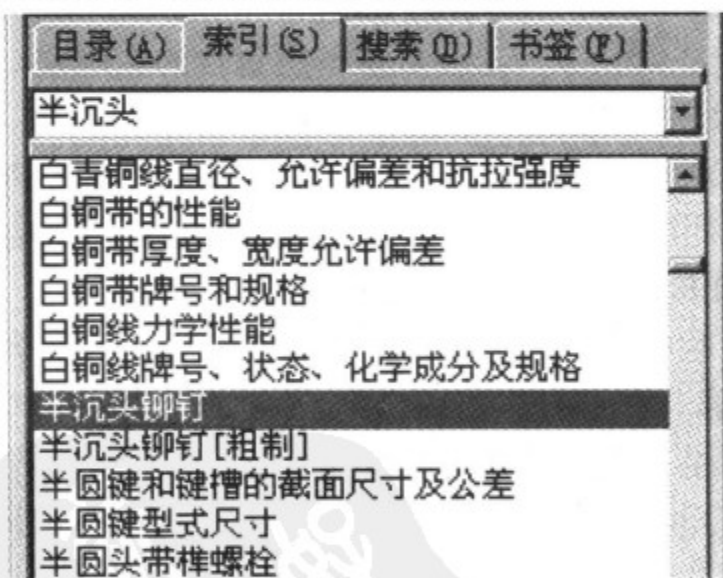 目录(A) 索引(S) 搜索(D) 书签(F)
半沉头
白青铜线直径、允许偏差和抗拉强度
白铜带的性能
白铜带厚度、宽度允许偏差
白铜带牌号和规格
白铜线力学性能
白铜线牌号、状态、化学成分及规格
半沉头铆钉
半沉头铆钉[粗制]
半圆键和键槽的截面尺寸及公差
半圆键型式尺寸
半圆头带榫螺栓